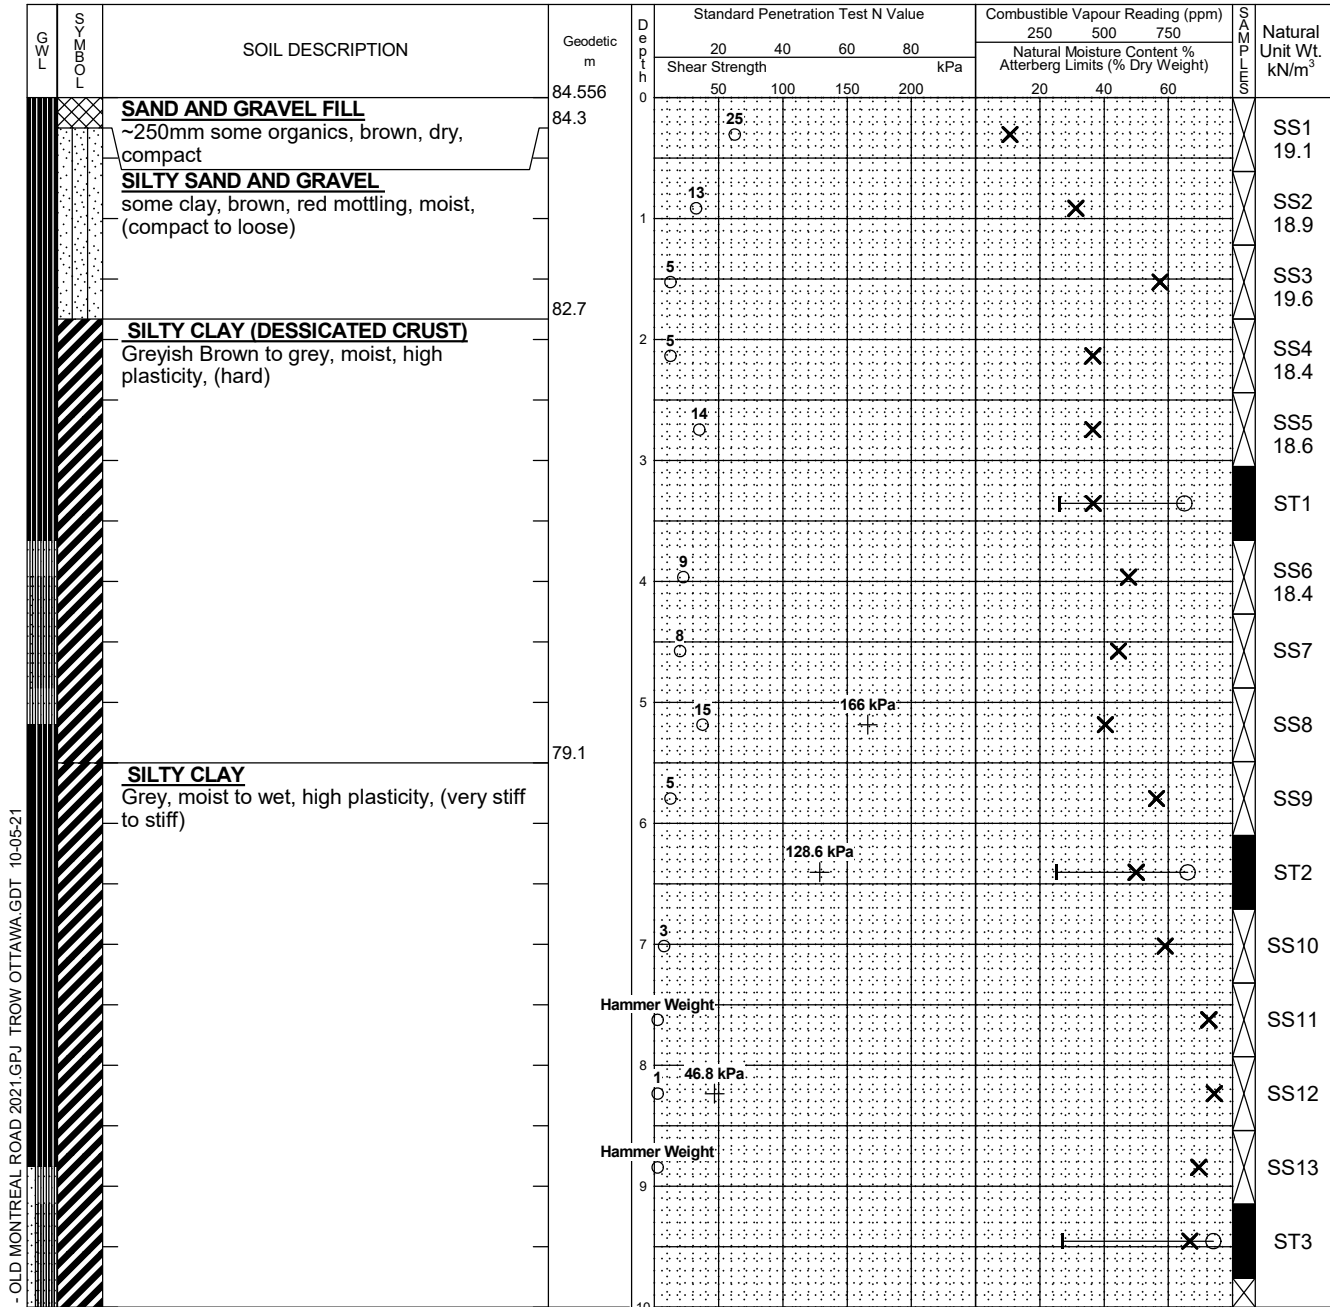 GWL
SYMBOL
SOIL DESCRIPTION
Geodetic
m
Depth
Standard Penetration Test N Value
20 40 60 80
Shear Strength kPa
50 100 150 200
Combustible Vapour Reading (ppm)
250 500 750
Natural Moisture Content %
Atterberg Limits (% Dry Weight)
20 40 60
SAMPLES
Natural
Unit Wt.
kN/m³
84.556
0
SAND AND GRAVEL FILL
~250mm some organics, brown, dry,
compact
84.3
25
SS1
19.1
SILTY SAND AND GRAVEL
some clay, brown, red mottling, moist,
(compact to loose)
13
1
SS2
18.9
5
SS3
19.6
82.7
SILTY CLAY (DESSICATED CRUST)
Greyish Brown to grey, moist, high
plasticity, (hard)
2
5
SS4
18.4
14
SS5
18.6
3
ST1
9
4
SS6
18.4
8
SS7
5
15
166 kPa
SS8
79.1
SILTY CLAY
Grey, moist to wet, high plasticity, (very stiff
to stiff)
5
SS9
6
128.6 kPa
ST2
3
7
SS10
Hammer Weight
SS11
8
1
46.8 kPa
SS12
Hammer Weight
SS13
9
ST3
10
- OLD MONTREAL ROAD 2021.GPJ TROW OTTAWA.GDT 10-05-21